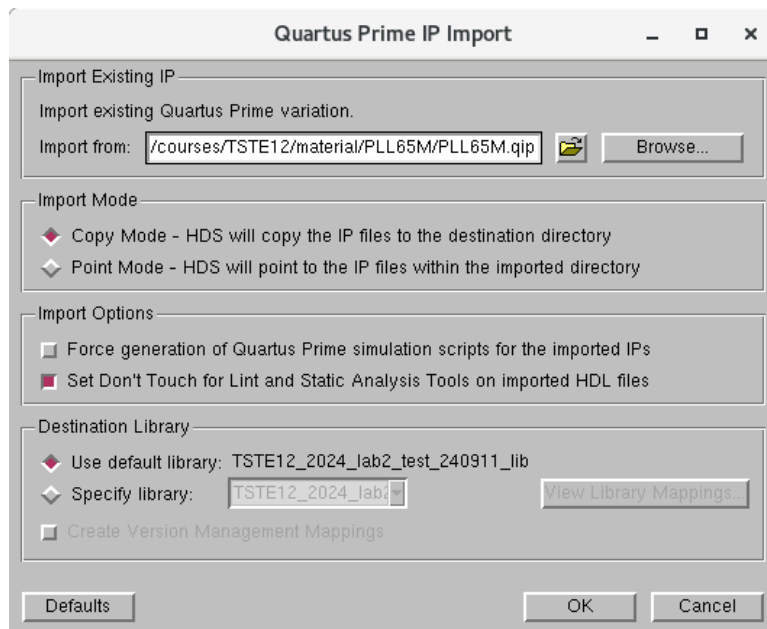 Quartus Prime IP Import
Import Existing IP
Import existing Quartus Prime variation.
Import from: /courses/TSTE12/material/PLL65M/PLL65M.qip Browse...
Import Mode
Copy Mode - HDS will copy the IP files to the destination directory
Point Mode - HDS will point to the IP files within the imported directory
Import Options
Force generation of Quartus Prime simulation scripts for the imported IPs
Set Don't Touch for Lint and Static Analysis Tools on imported HDL files
Destination Library
Use default library: TSTE12_2024_lab2_test_240911_lib
Specify library: TSTE12_2024_lab2 View Library Mappings...
Create Version Management Mappings
Defaults OK Cancel